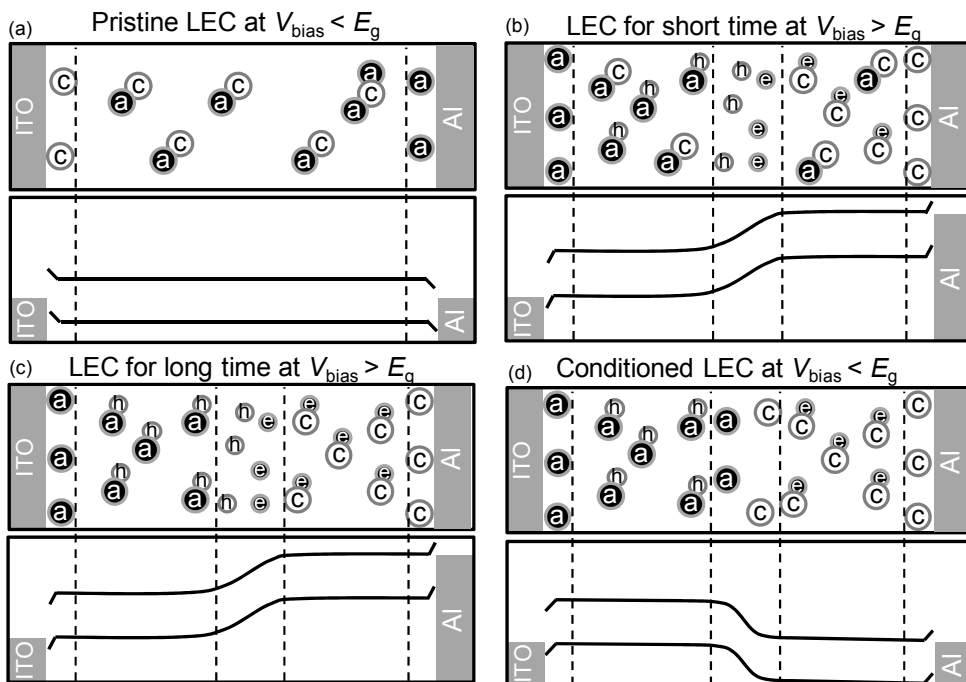 (a) Pristine LEC at V_bias < E_g
ITO
a
c c c c a
a a a
c c a
c a a
Al
ITO
Al
(b) LEC for short time at V_bias > E_g
ITO
a h h e c
c a e c c a
a h e
a h a e c e c
a c c c
a a h e a c
Al
ITO
Al
(c) LEC for long time at V_bias > E_g
ITO
a h h h e e c
a a e c c
h a h e c
a h h e e c
a a h e c c
a c
Al
ITO
Al
(d) Conditioned LEC at V_bias < E_g
ITO
a h h a c e e c
a a c c
a h a e c c
h h a e
a a a c c c c
Al
ITO
Al